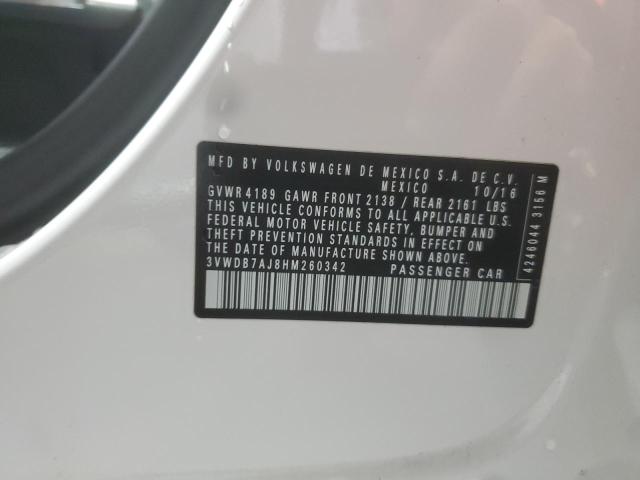 MFD BY VOLKSWAGEN DE MEXICO S.A. DE C.V.
MEXICO 10/16
GVWR 4189 GAWR FRONT 2138 / REAR 2161 LBS
THIS VEHICLE CONFORMS TO ALL APPLICABLE U.S.
FEDERAL MOTOR VEHICLE SAFETY, BUMPER AND
THEFT PREVENTION STANDARDS IN EFFECT ON
THE DATE OF MANUFACTURE SHOWN ABOVE.
3VWDB7AJ8HM260342 PASSENGER CAR
4246044 3156 M